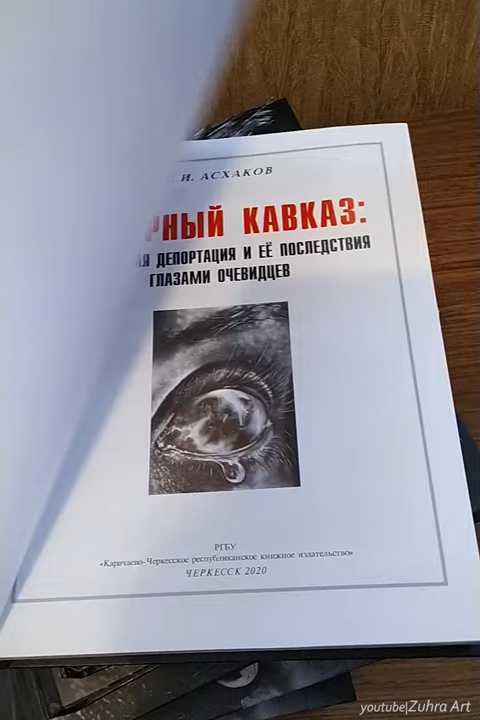 И. АСХАКОВ
РНЫЙ КАВКАЗ:
АЯ ДЕПОРТАЦИЯ И ЕЁ ПОСЛЕДСТВИЯ
ГЛАЗАМИ ОЧЕВИДЦЕВ
РГБУ
«Карачаево-Черкесское республиканское книжное издательство»
ЧЕРКЕССК 2020
youtube|Zuhra Art